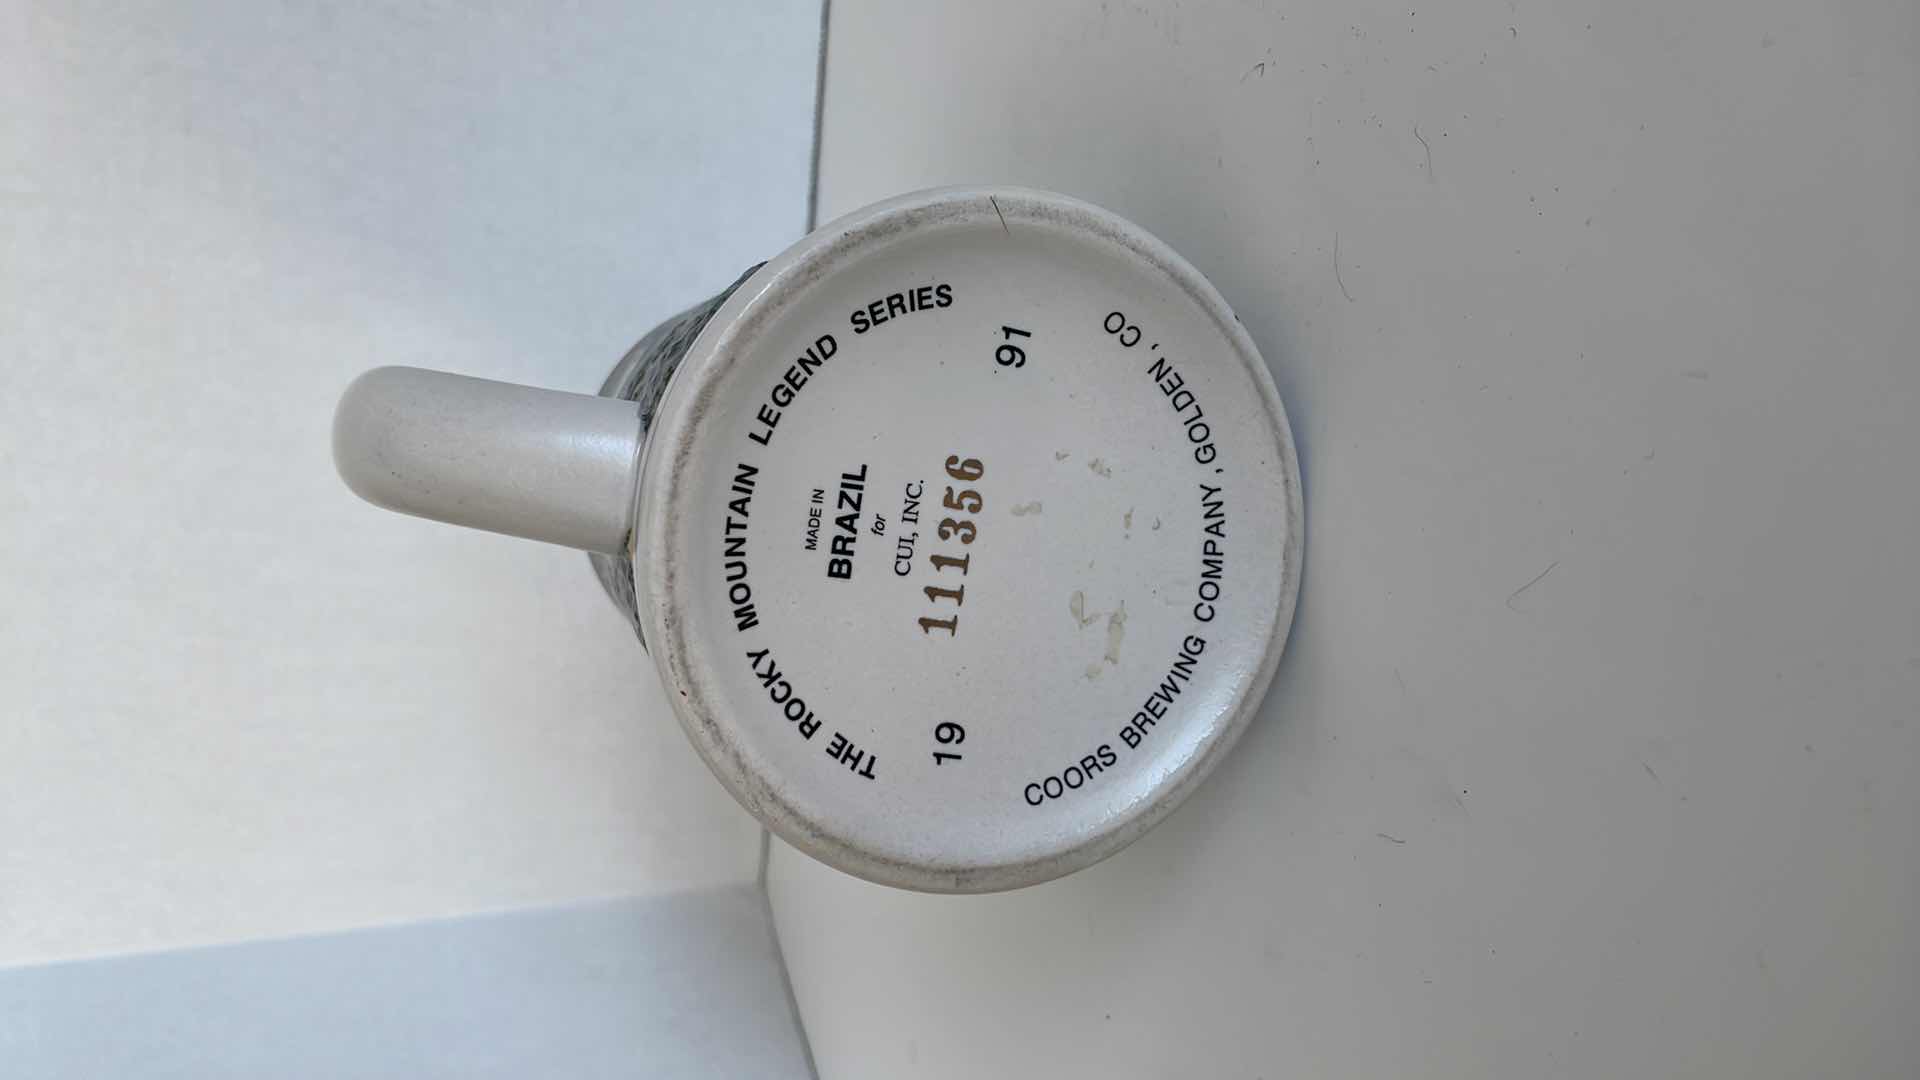 THE ROCKY MOUNTAIN LEGEND SERIES
MADE IN
BRAZIL
for
CUI, INC.
111356
19 91
COORS BREWING COMPANY, GOLDEN, CO